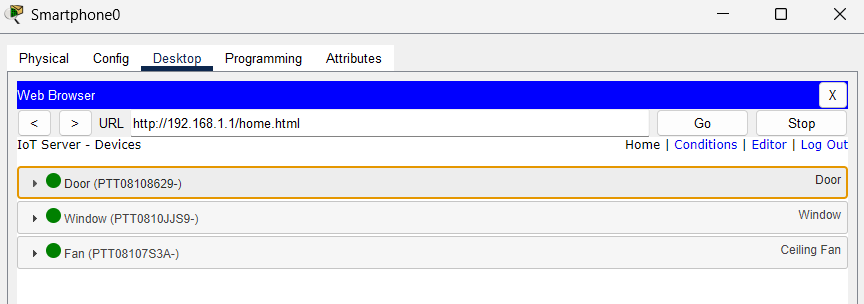 Smartphone0
Physical Config Desktop Programming Attributes
Web Browser X
< > URL http://192.168.1.1/home.html Go Stop
IoT Server - Devices Home | Conditions | Editor | Log Out
Door (PTT08108629-) Door
Window (PTT0810JJS9-) Window
Fan (PTT08107S3A-) Ceiling Fan